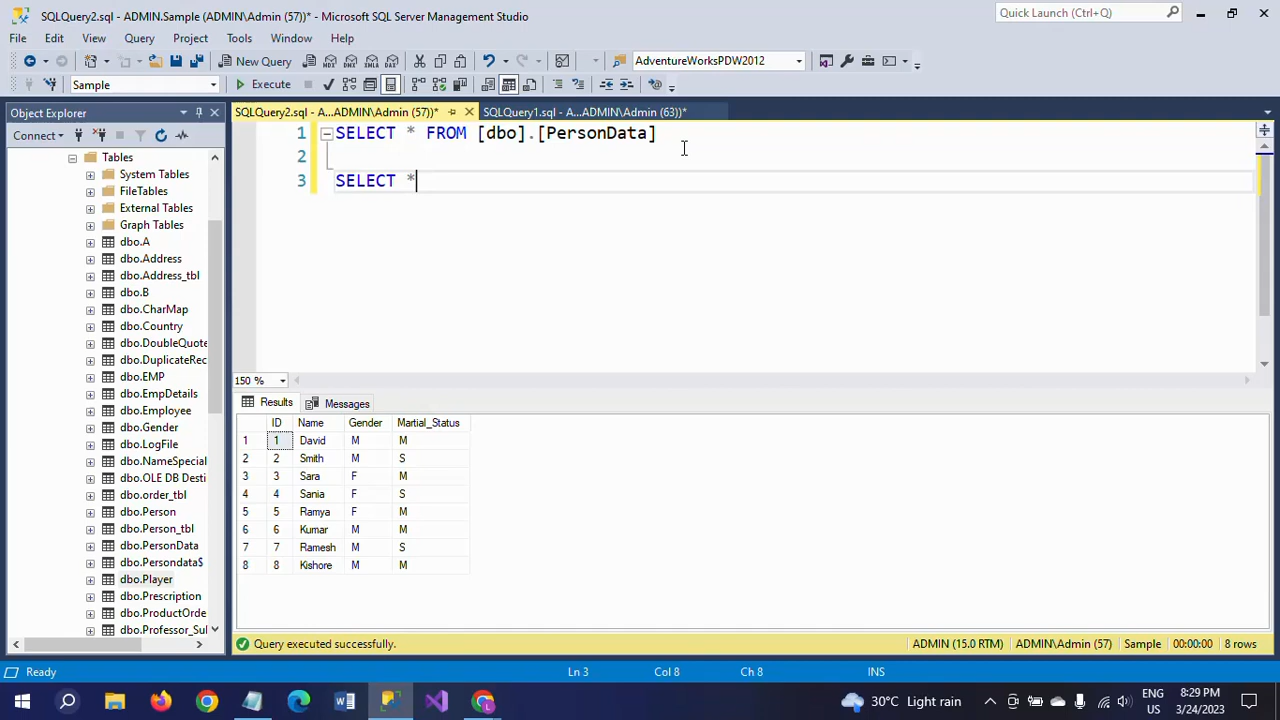 SQLQuery2.sql - ADMIN.Sample (ADMIN\Admin (57))* - Microsoft SQL Server Management Studio
Quick Launch (Ctrl+Q)
File Edit View Query Project Tools Window Help
New Query MDX DMX XMLA DAX AdventureWorksPDW2012
Sample Execute
Object Explorer
SQLQuery2.sql - A...ADMIN\Admin (57))* SQLQuery1.sql - A...ADMIN\Admin (63))*
Connect
Tables
System Tables
FileTables
External Tables
Graph Tables
dbo.A
dbo.Address
dbo.Address_tbl
dbo.B
dbo.CharMap
dbo.Country
dbo.DoubleQuote
dbo.DuplicateRec
dbo.EMP
dbo.EmpDetails
dbo.Employee
dbo.Gender
dbo.LogFile
dbo.NameSpecial
dbo.OLE DB Desti
dbo.order_tbl
dbo.Person
dbo.Person_tbl
dbo.PersonData
dbo.Persondata$
dbo.Player
dbo.Prescription
dbo.ProductOrde
dbo.Professor_Sul
1 SELECT * FROM [dbo].[PersonData]
2
3 SELECT *
150 %
Results Messages
ID Name Gender Martial_Status
1 1 David M M
2 2 Smith M S
3 3 Sara F M
4 4 Sania F S
5 5 Ramya F M
6 6 Kumar M M
7 7 Ramesh M S
8 8 Kishore M M
Query executed successfully. ADMIN (15.0 RTM) ADMIN\Admin (57) Sample 00:00:00 8 rows
Ready Ln 3 Col 8 Ch 8 INS
30°C Light rain
ENG
US
8:29 PM
3/24/2023